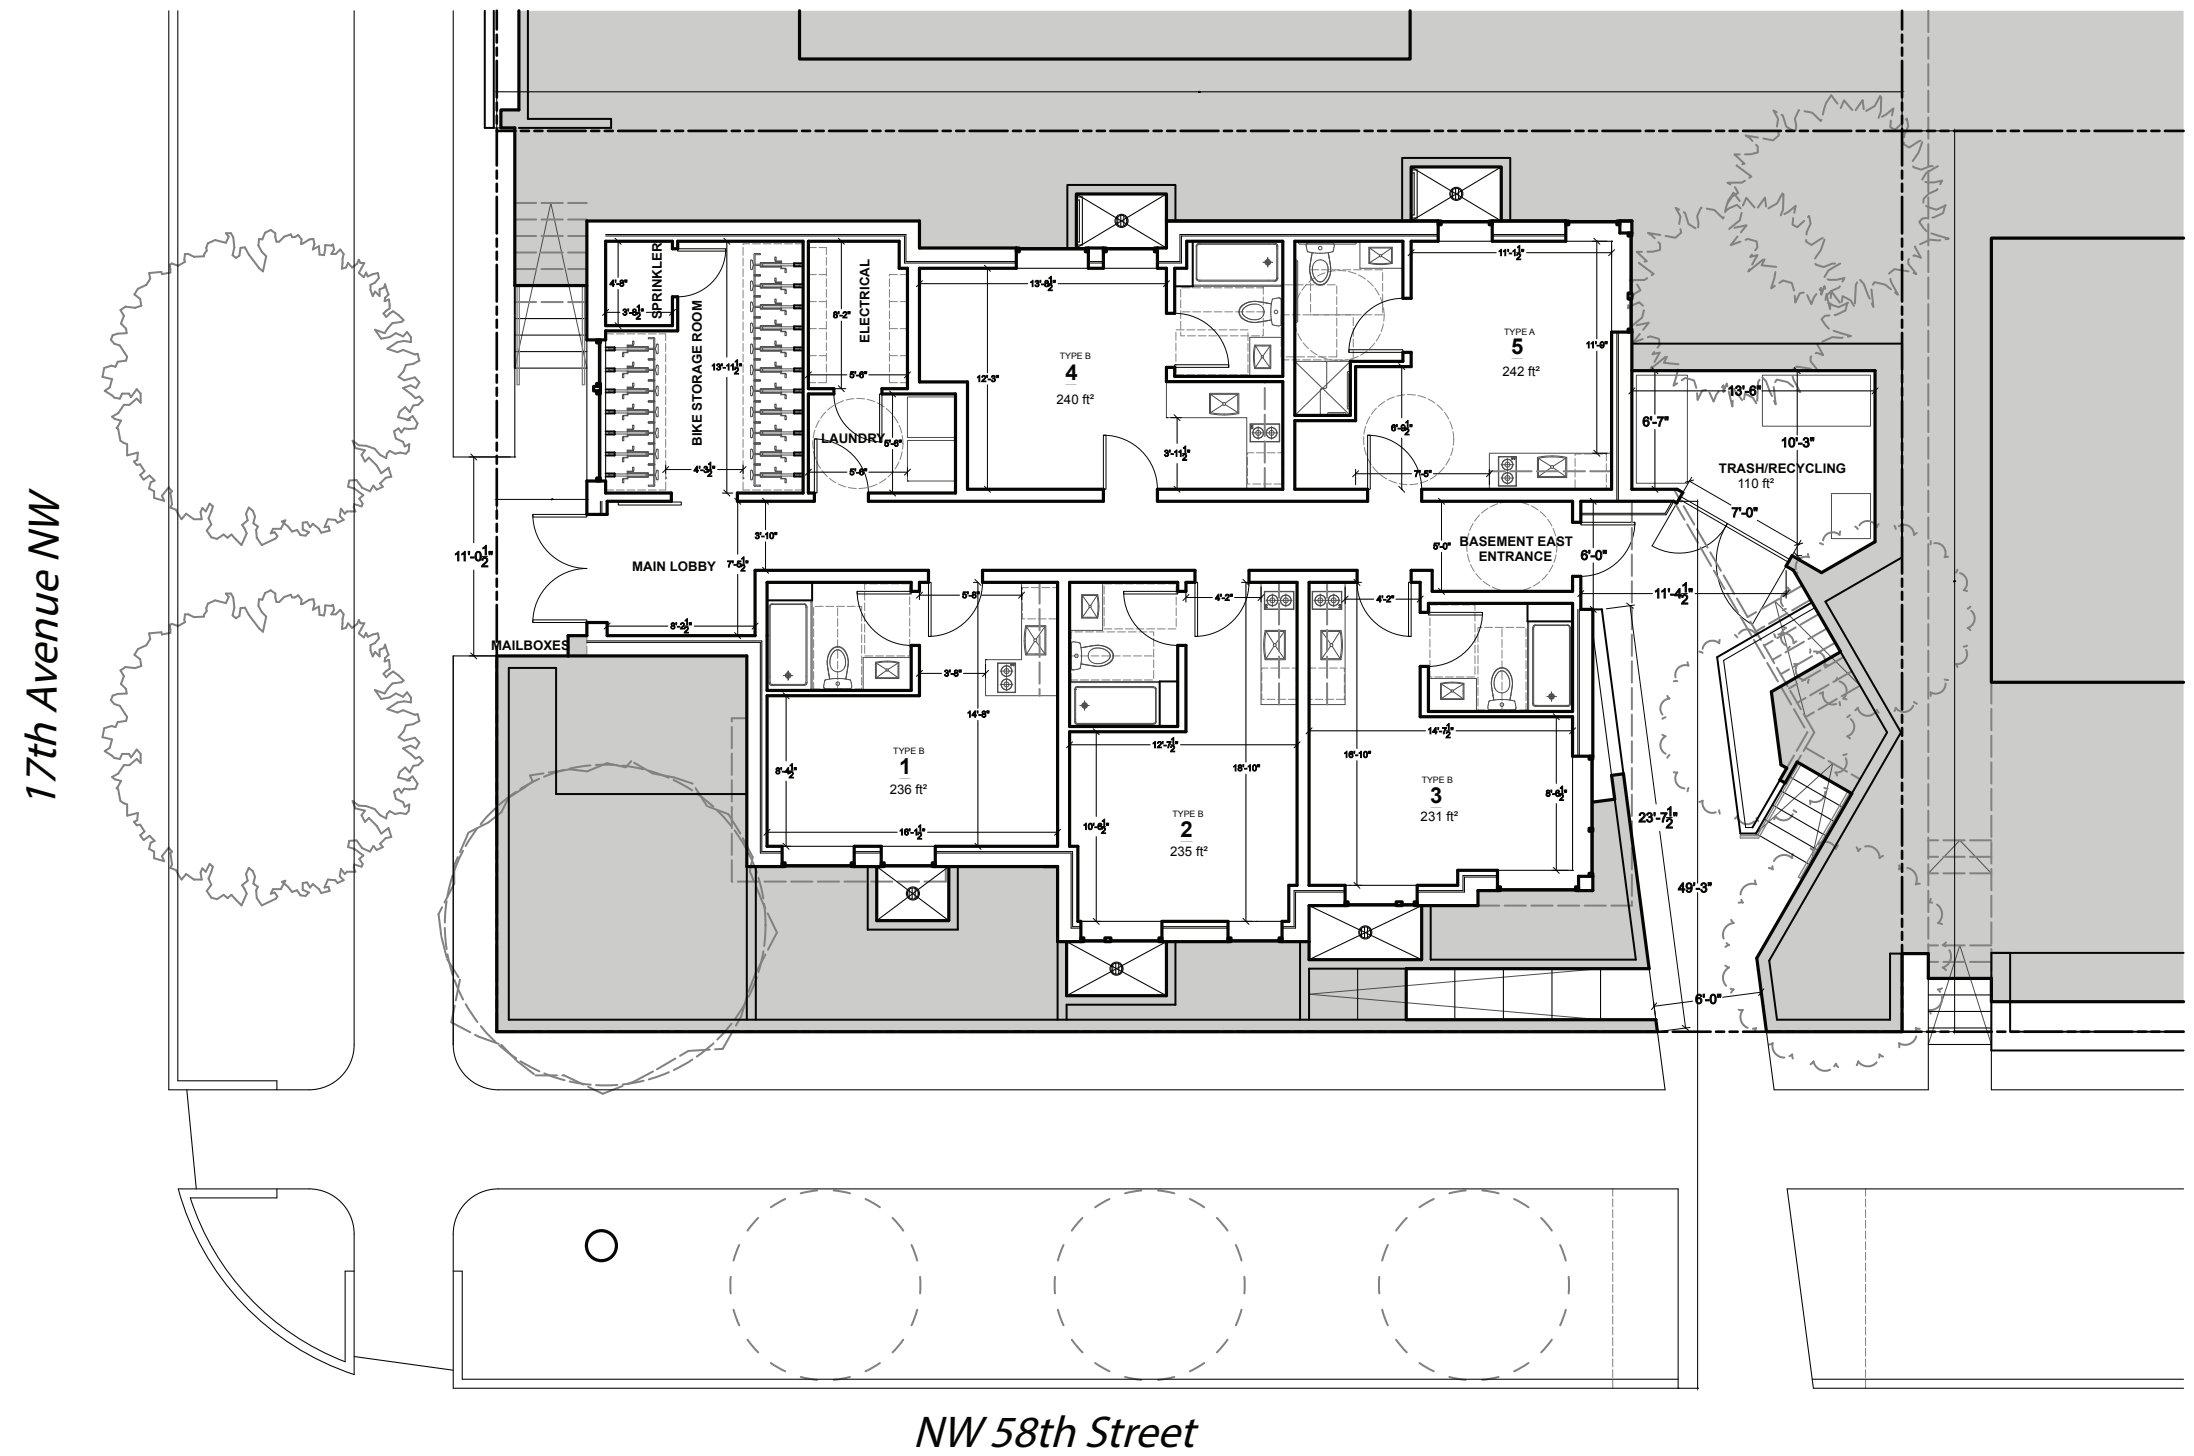 SPRINKLER
4'-8"
3'-8½"
BIKE STORAGE ROOM
13'-11½"
4'-3½"
ELECTRICAL
8'-2"
5'-6"
LAUNDRY
5'-6"
5'-6"
13'-8½"
12'-3"
TYPE B
4
240 ft²
3'-11½"
11'-1½"
TYPE A
5
242 ft²
11'-9"
7'-5"
13'-6"
6'-7"
10'-3"
TRASH/RECYCLING
110 ft²
7'-0"
17th Avenue NW
11'-0½"
MAIN LOBBY
7'-5½"
3'-10"
8'-2½"
MAILBOXES
5'-0"
BASEMENT EAST
ENTRANCE
6'-0"
11'-4½"
5'-8"
3'-8"
14'-8"
8'-4½"
TYPE B
1
236 ft²
16'-1½"
4'-2"
12'-7½"
18'-10"
10'-8½"
TYPE B
2
235 ft²
4'-2"
14'-7½"
16'-10"
TYPE B
3
231 ft²
8'-6½"
23'-7½"
49'-3"
6'-0"
NW 58th Street